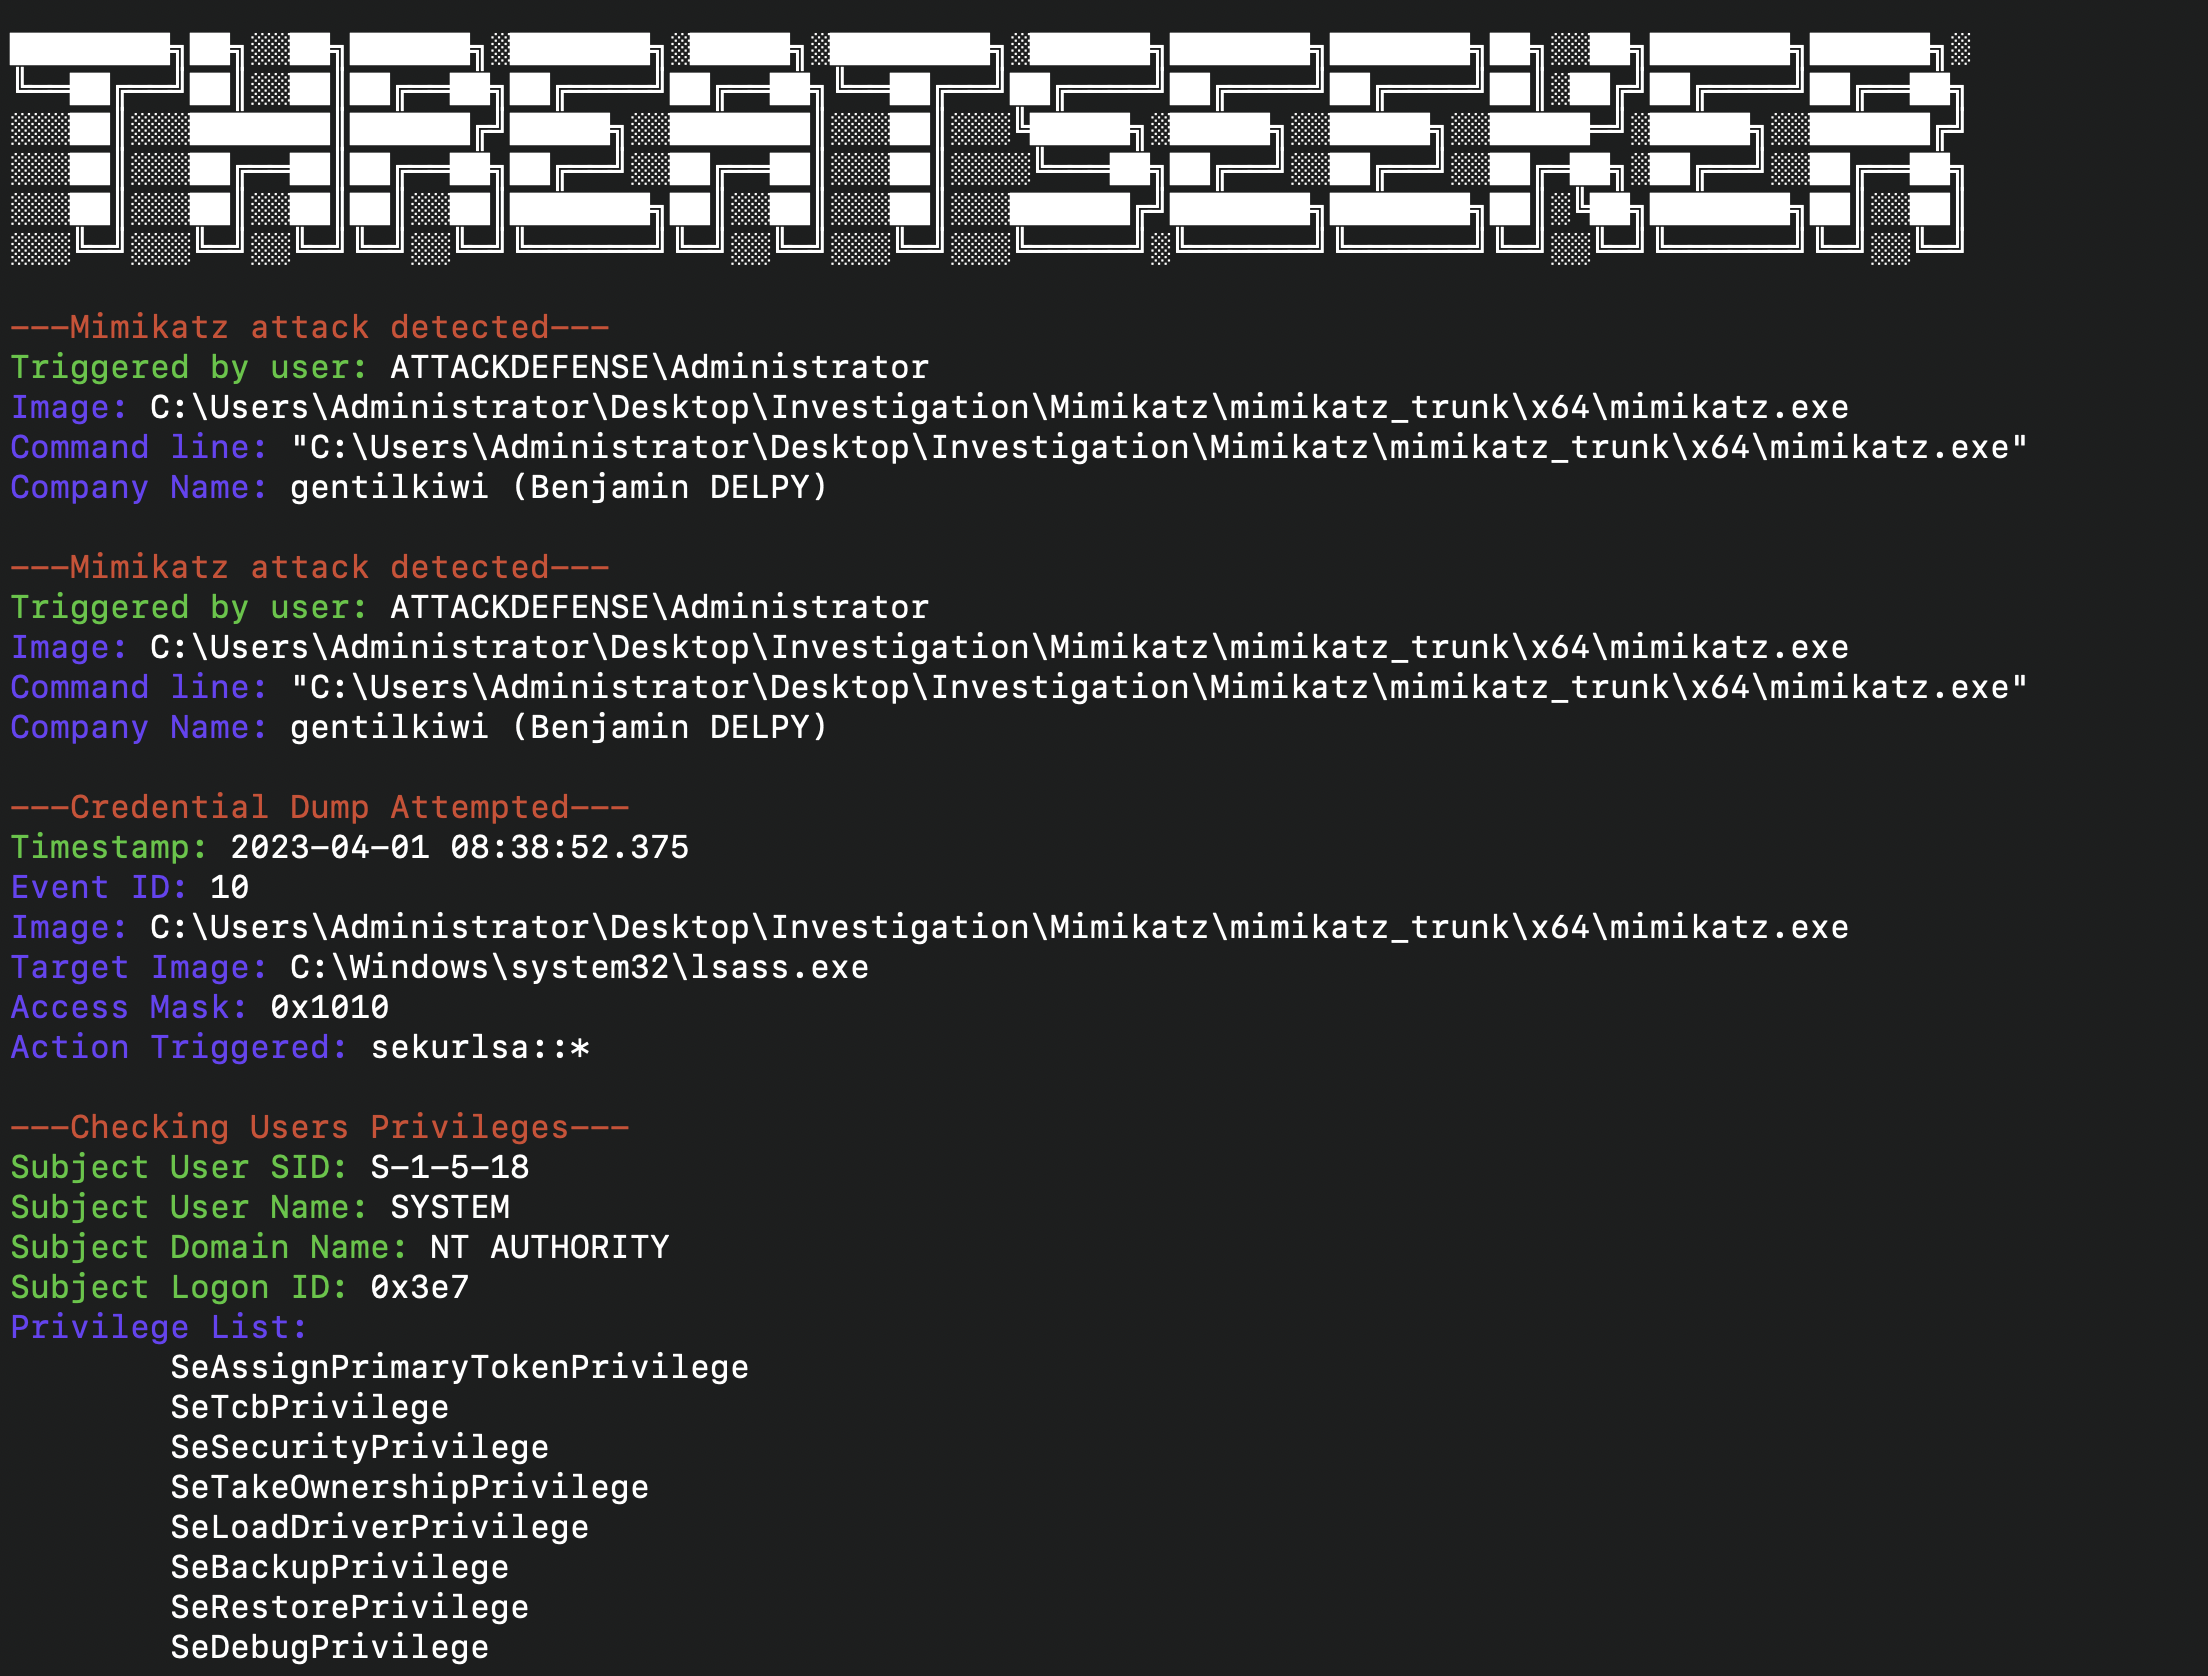 THREATSEEKER
---Mimikatz attack detected---
Triggered by user: ATTACKDEFENSE\Administrator
Image: C:\Users\Administrator\Desktop\Investigation\Mimikatz\mimikatz_trunk\x64\mimikatz.exe
Command line: "C:\Users\Administrator\Desktop\Investigation\Mimikatz\mimikatz_trunk\x64\mimikatz.exe"
Company Name: gentilkiwi (Benjamin DELPY)
---Mimikatz attack detected---
Triggered by user: ATTACKDEFENSE\Administrator
Image: C:\Users\Administrator\Desktop\Investigation\Mimikatz\mimikatz_trunk\x64\mimikatz.exe
Command line: "C:\Users\Administrator\Desktop\Investigation\Mimikatz\mimikatz_trunk\x64\mimikatz.exe"
Company Name: gentilkiwi (Benjamin DELPY)
---Credential Dump Attempted---
Timestamp: 2023-04-01 08:38:52.375
Event ID: 10
Image: C:\Users\Administrator\Desktop\Investigation\Mimikatz\mimikatz_trunk\x64\mimikatz.exe
Target Image: C:\Windows\system32\lsass.exe
Access Mask: 0x1010
Action Triggered: sekurlsa::*
---Checking Users Privileges---
Subject User SID: S-1-5-18
Subject User Name: SYSTEM
Subject Domain Name: NT AUTHORITY
Subject Logon ID: 0x3e7
Privilege List:
SeAssignPrimaryTokenPrivilege
SeTcbPrivilege
SeSecurityPrivilege
SeTakeOwnershipPrivilege
SeLoadDriverPrivilege
SeBackupPrivilege
SeRestorePrivilege
SeDebugPrivilege